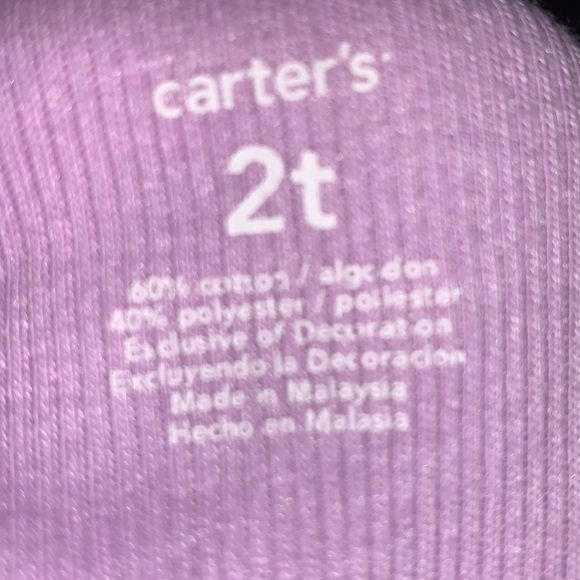 carter's
2t
60% cotton / algodon
40% polyester / poliester
Exclusive of Decoration
Excluyendo la Decoracion
Made in Malaysia
Hecho en Malasia